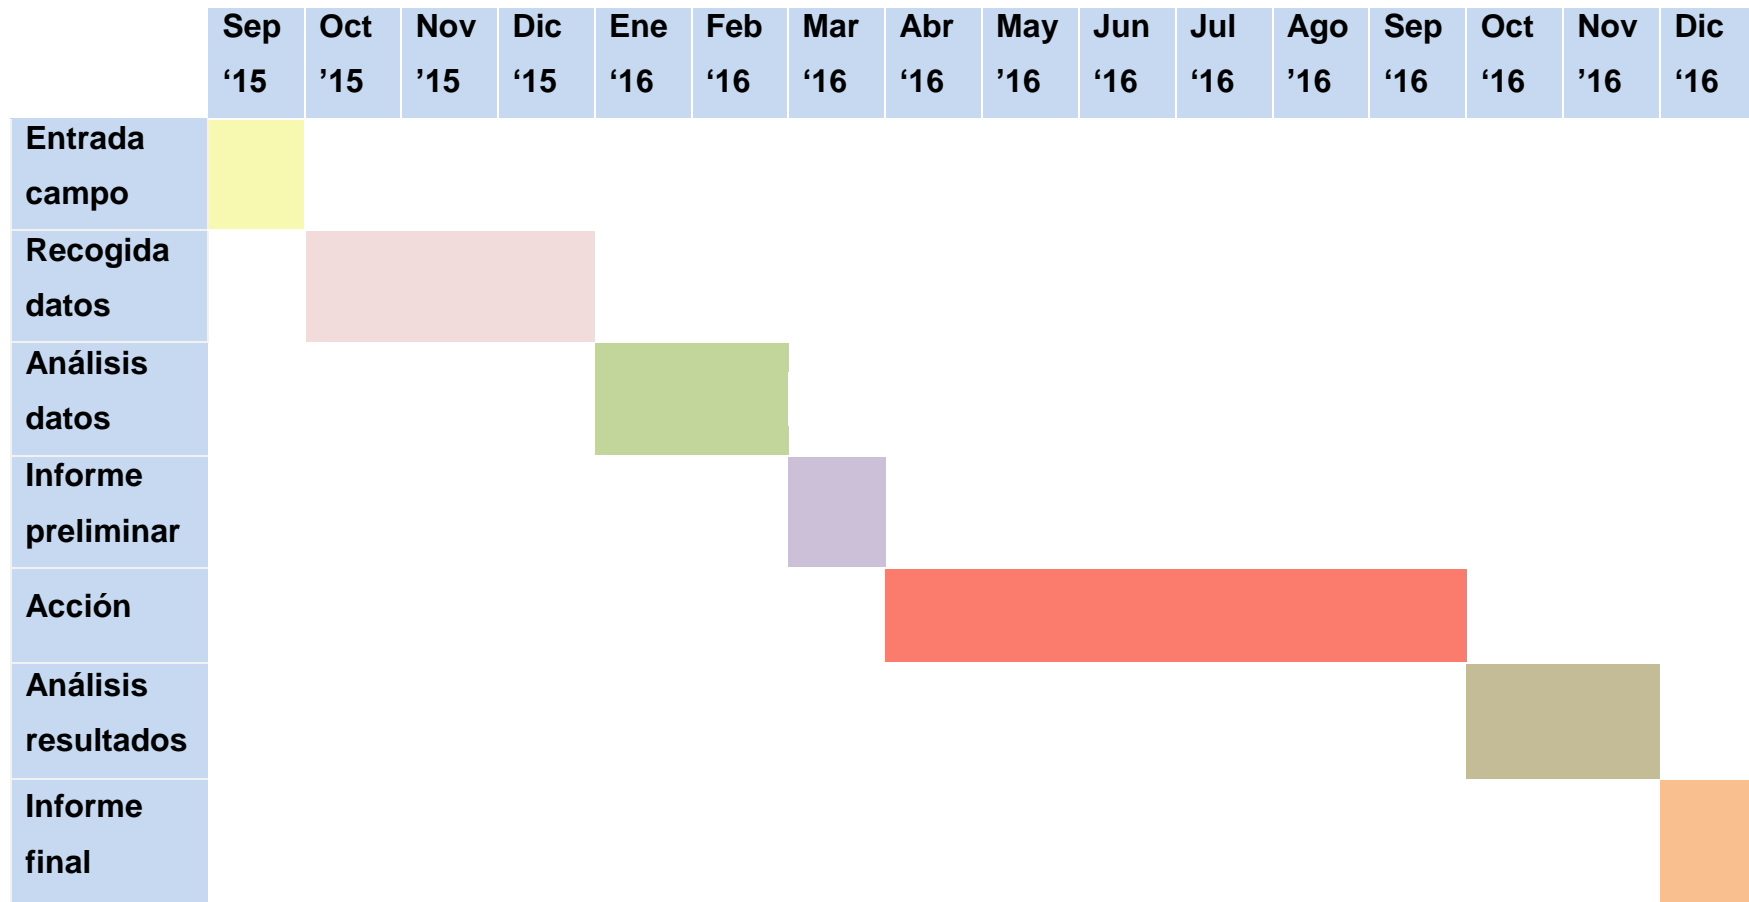 Sep Oct Nov Dic Ene Feb Mar Abr May Jun Jul Ago Sep Oct Nov Dic
‘15 ’15 ’15 ‘15 ‘16 ‘16 ‘16 ‘16 ’16 ‘16 ‘16 ’16 ‘16 ‘16 ’16 ‘16
Entrada
campo
Recogida
datos
Análisis
datos
Informe
preliminar
Acción
Análisis
resultados
Informe
final